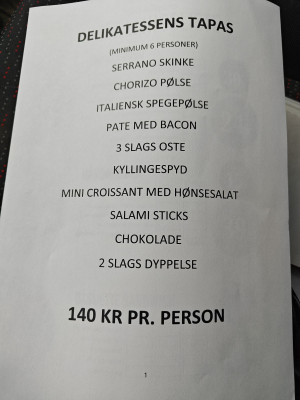 DELIKATESSENS TAPAS
(MINIMUM 6 PERSONER)
SERRANO SKINKE
CHORIZO PØLSE
ITALIENSK SPEGEPØLSE
PATE MED BACON
3 SLAGS OSTE
KYLLINGESPYD
MINI CROISSANT MED HØNSESALAT
SALAMI STICKS
CHOKOLADE
2 SLAGS DYPPELSE
140 KR PR. PERSON
1